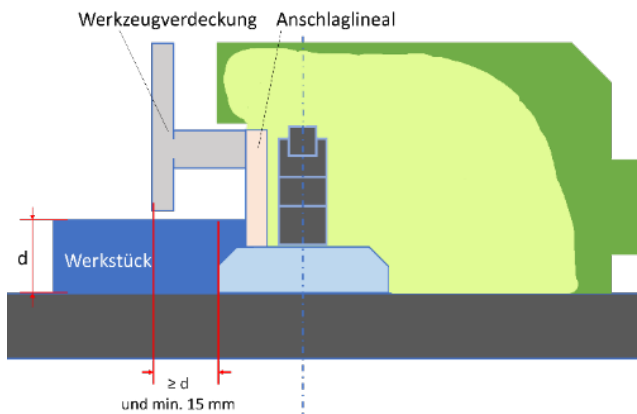 Werkzeugverdeckung
Anschlaglineal
d
Werkstück
≥ d
und min. 15 mm